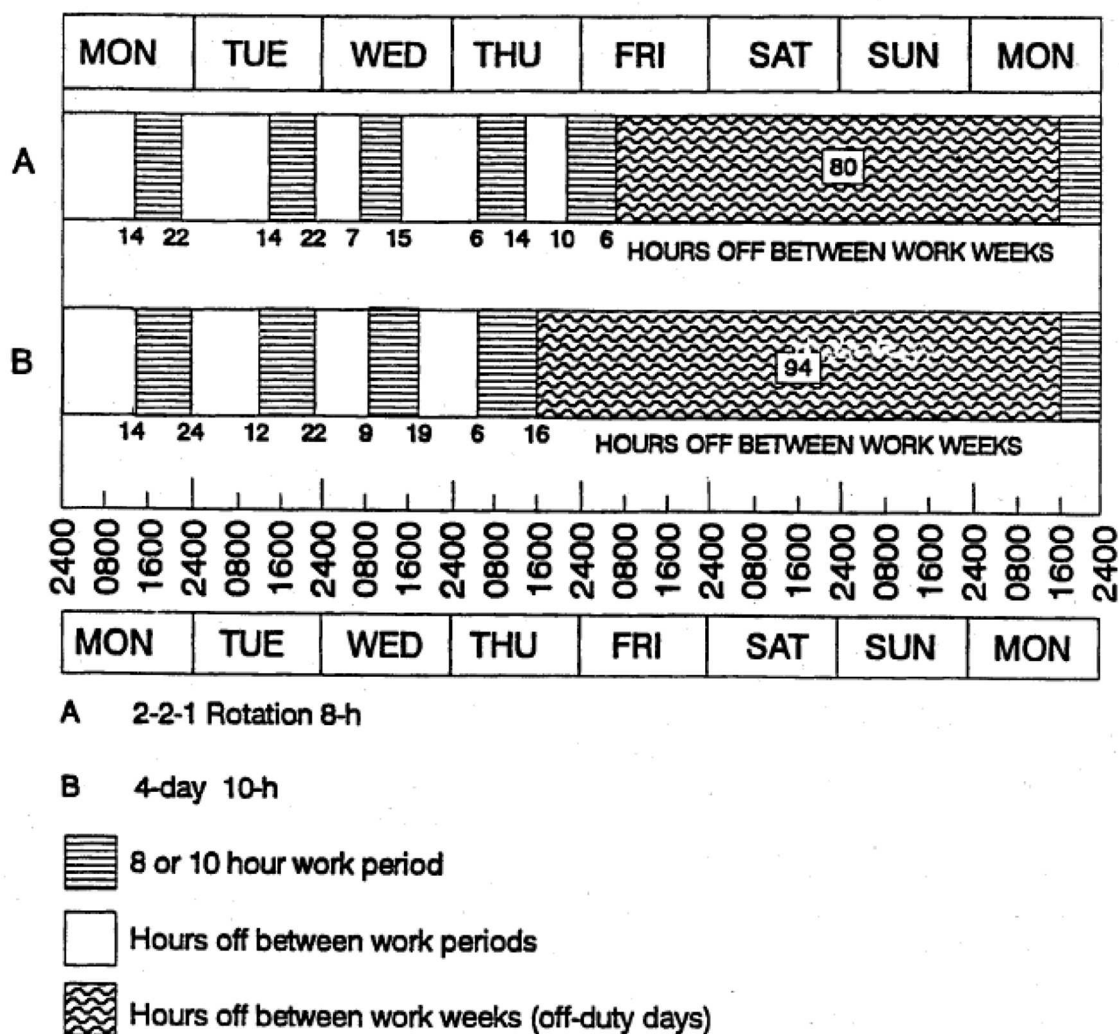 MON TUE WED THU FRI SAT SUN MON
A
80
14 22 14 22 7 15 6 14 10 6
HOURS OFF BETWEEN WORK WEEKS
B
94
14 24 12 22 9 19 6 16
HOURS OFF BETWEEN WORK WEEKS
2400 0800 1600 2400 0800 1600 2400 0800 1600 2400 0800 1600 2400 0800 1600 2400 0800 1600 2400 0800 1600 2400 0800 1600 2400
MON TUE WED THU FRI SAT SUN MON
A 2-2-1 Rotation 8-h
B 4-day 10-h
8 or 10 hour work period
Hours off between work periods
Hours off between work weeks (off-duty days)